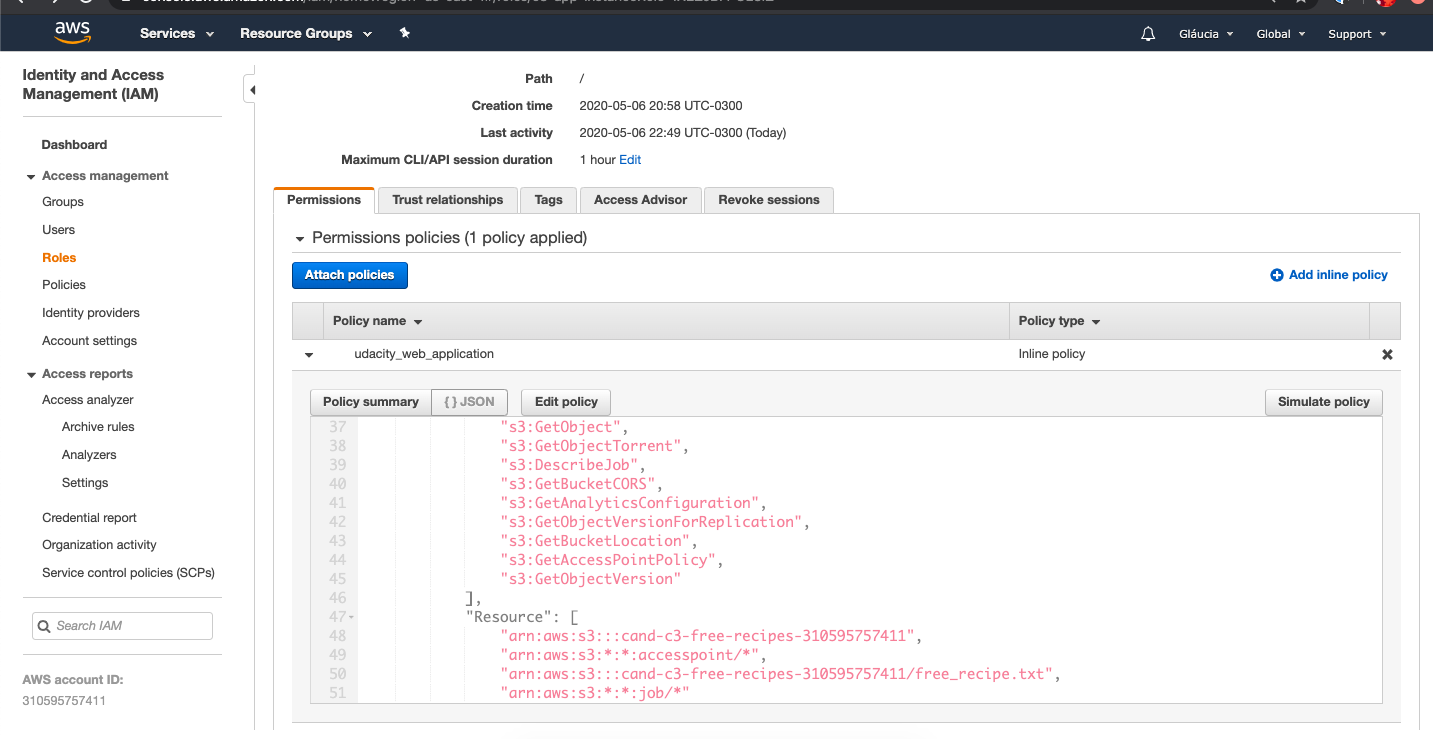 aws
Services
Resource Groups
Gláucia
Global
Support
Identity and Access
Management (IAM)
Dashboard
Access management
Groups
Users
Roles
Policies
Identity providers
Account settings
Access reports
Access analyzer
Archive rules
Analyzers
Settings
Credential report
Organization activity
Service control policies (SCPs)
Search IAM
AWS account ID:
310595757411
Path /
Creation time 2020-05-06 20:58 UTC-0300
Last activity 2020-05-06 22:49 UTC-0300 (Today)
Maximum CLI/API session duration 1 hour Edit
Permissions
Trust relationships
Tags
Access Advisor
Revoke sessions
Permissions policies (1 policy applied)
Attach policies
Add inline policy
Policy name
Policy type
udacity_web_application
Inline policy
Policy summary
{ } JSON
Edit policy
Simulate policy
37 "s3:GetObject",
38 "s3:GetObjectTorrent",
39 "s3:DescribeJob",
40 "s3:GetBucketCORS",
41 "s3:GetAnalyticsConfiguration",
42 "s3:GetObjectVersionForReplication",
43 "s3:GetBucketLocation",
44 "s3:GetAccessPointPolicy",
45 "s3:GetObjectVersion"
46 ],
47 "Resource": [
48 "arn:aws:s3:::cand-c3-free-recipes-310595757411",
49 "arn:aws:s3:*:*:accesspoint/*",
50 "arn:aws:s3:::cand-c3-free-recipes-310595757411/free_recipe.txt",
51 "arn:aws:s3:*:*:job/*"